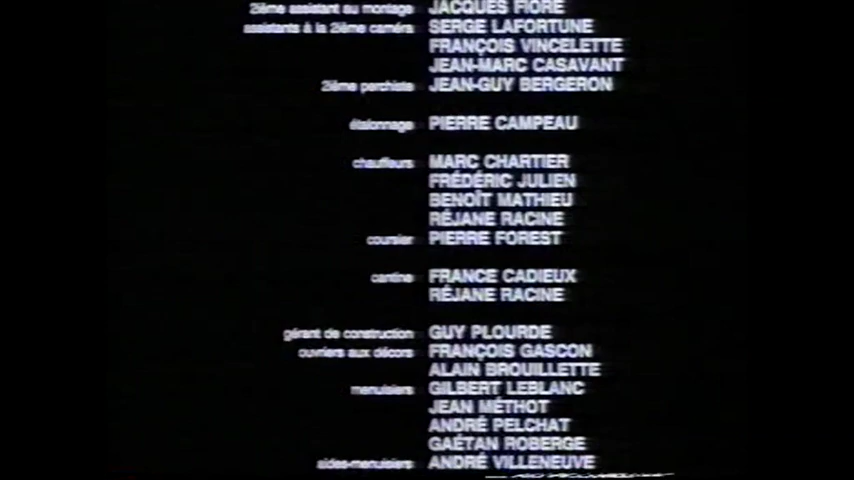 2ième assistant au montage JACQUES FIORE
assistants à la 2ième caméra SERGE LAFORTUNE
FRANÇOIS VINCELETTE
JEAN-MARC CASAVANT
2ième perchiste JEAN-GUY BERGERON
étalonnage PIERRE CAMPEAU
chauffeurs MARC CHARTIER
FRÉDÉRIC JULIEN
BENOÎT MATHIEU
RÉJANE RACINE
coursier PIERRE FOREST
cantine FRANCE CADIEUX
RÉJANE RACINE
gérant de construction GUY PLOURDE
ouvriers aux décors FRANÇOIS GASCON
ALAIN BROUILLETTE
menuisiers GILBERT LEBLANC
JEAN MÉTHOT
ANDRÉ PELCHAT
GAÉTAN ROBERGE
aides-menuisiers ANDRÉ VILLENEUVE